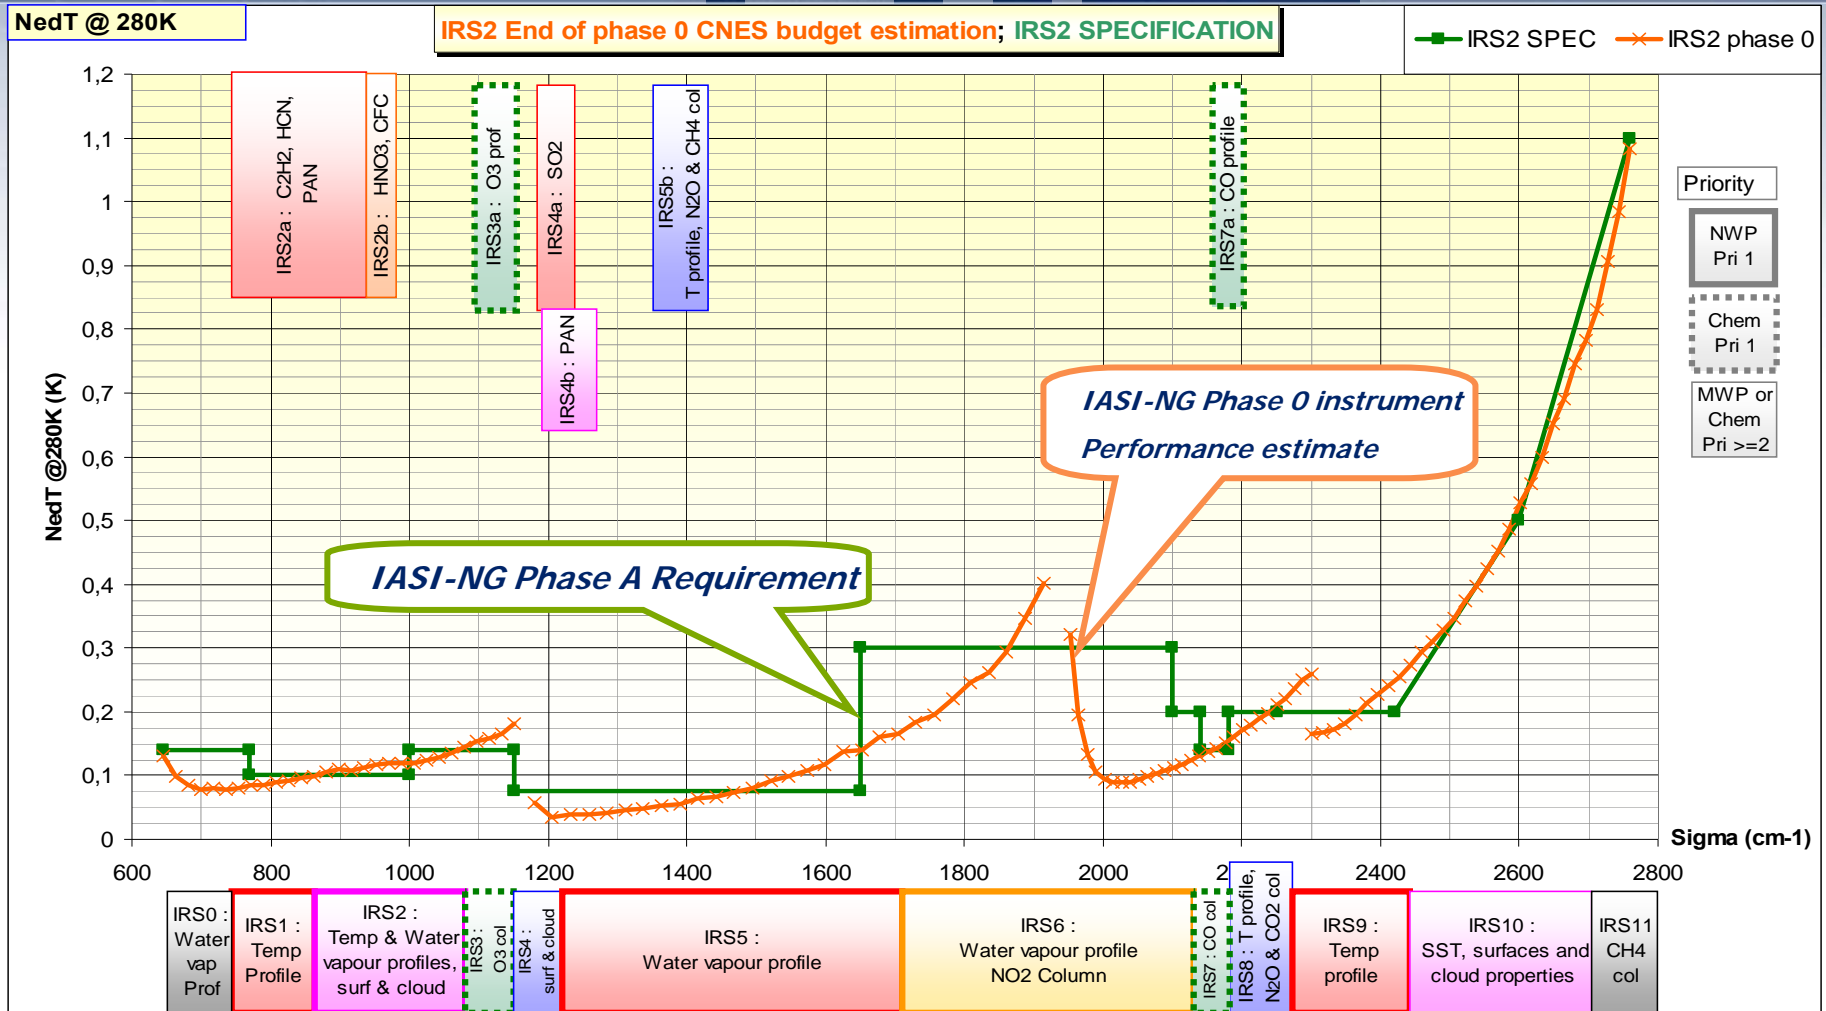 NedT @ 280K
IRS2 End of phase 0 CNES budget estimation; IRS2 SPECIFICATION
IRS2 SPEC
IRS2 phase 0
1,2
1,1
1
0,9
0,8
0,7
0,6
0,5
0,4
0,3
0,2
0,1
0
NedT @280K (K)
IRS2a : C2H2, HCN,
PAN
IRS2b : HNO3, CFC
IRS3a : O3 prof
IRS4a : SO2
IRS4b : PAN
IRS5b :
T profile, N2O & CH4 col
IRS7a : CO profile
Priority
NWP
Pri 1
Chem
Pri 1
MWP or
Chem
Pri >=2
IASI-NG Phase 0 instrument
Performance estimate
IASI-NG Phase A Requirement
Sigma (cm-1)
600
800
1000
1200
1400
1600
1800
2000
2
2400
2600
2800
IRS0 :
Water
vap
Prof
IRS1 :
Temp
Profile
IRS2 :
Temp & Water
vapour profiles,
surf & cloud
IRS3 :
O3 col
IRS4 :
surf & cloud
IRS5 :
Water vapour profile
IRS6 :
Water vapour profile
NO2 Column
IRS7 : CO col
IRS8 : T profile,
N2O & CO2 col
IRS9 :
Temp
profile
IRS10 :
SST, surfaces and
cloud properties
IRS11
CH4
col